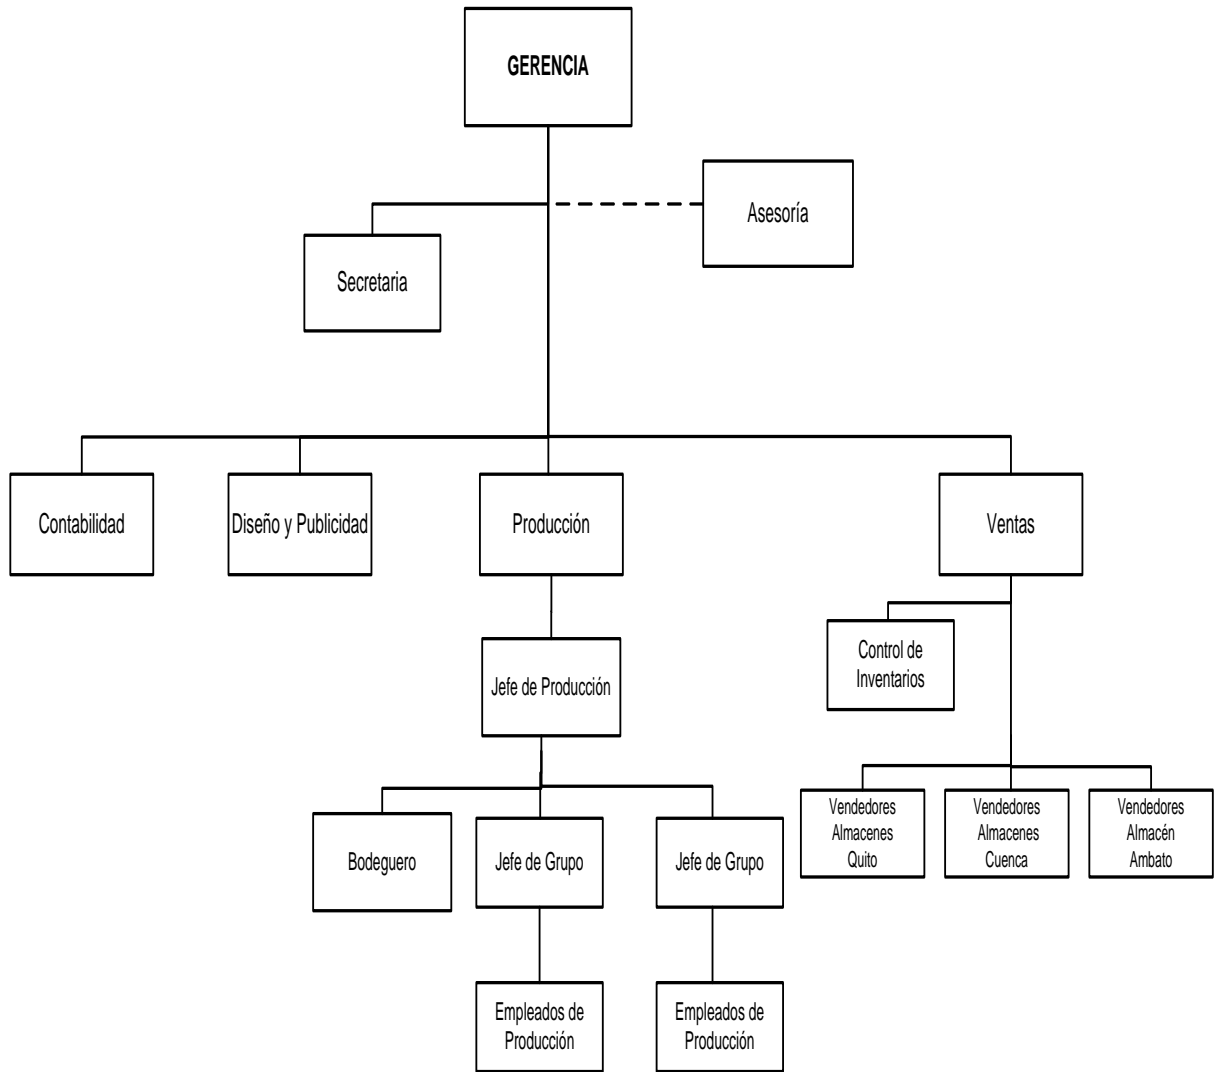 GERENCIA
Asesoría
Secretaria
Contabilidad
Diseño y Publicidad
Producción
Ventas
Jefe de Producción
Control de
Inventarios
Bodeguero
Jefe de Grupo
Jefe de Grupo
Vendedores
Almacenes
Quito
Vendedores
Almacenes
Cuenca
Vendedores
Almacén
Ambato
Empleados de
Producción
Empleados de
Producción